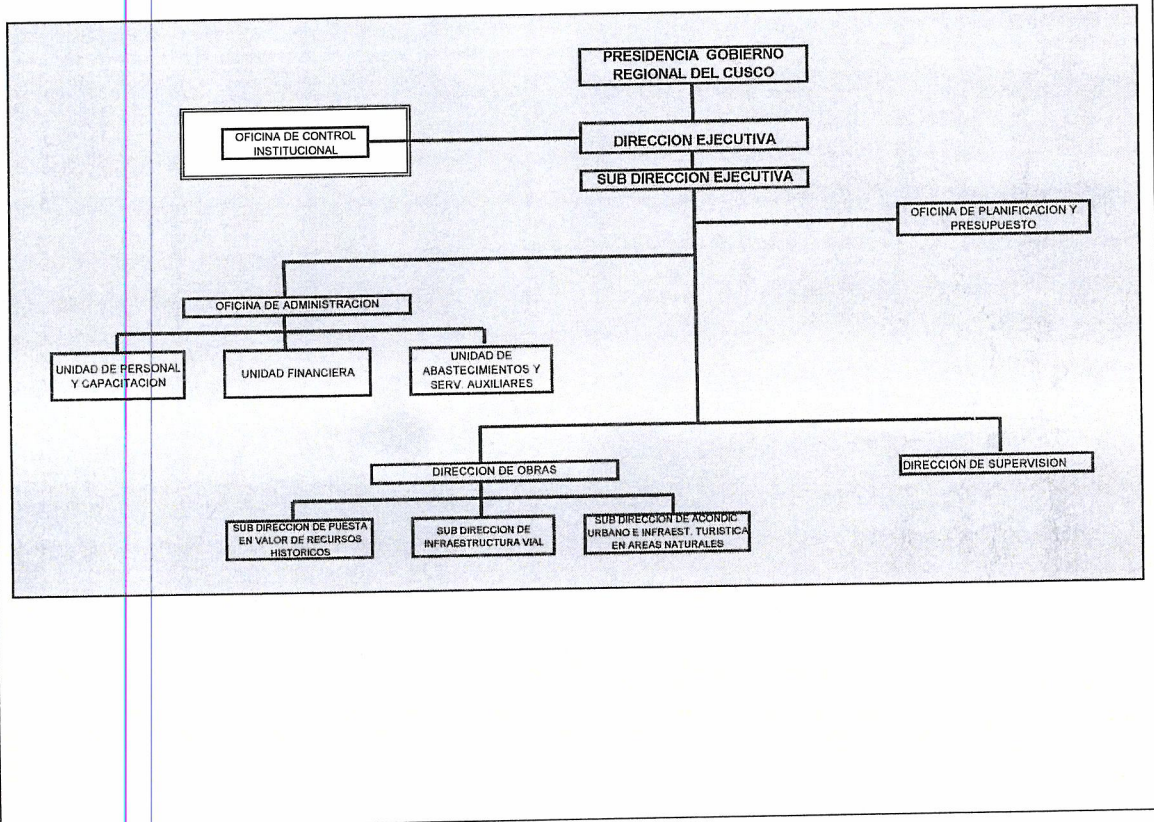 PRESIDENCIA GOBIERNO
REGIONAL DEL CUSCO
OFICINA DE CONTROL
INSTITUCIONAL
DIRECCION EJECUTIVA
SUB DIRECCION EJECUTIVA
OFICINA DE PLANIFICACION Y
PRESUPUESTO
OFICINA DE ADMINISTRACION
UNIDAD DE PERSONAL
Y CAPACITACION
UNIDAD FINANCIERA
UNIDAD DE
ABASTECIMIENTOS Y
SERV. AUXILIARES
DIRECCION DE OBRAS
DIRECCION DE SUPERVISION
SUB DIRECCION DE PUESTA
EN VALOR DE RECURSOS
HISTORICOS
SUB DIRECCION DE
INFRAESTRUCTURA VIAL
SUB DIRECCION DE ACONDIC
URBANO E INFRAEST. TURISTICA
EN AREAS NATURALES